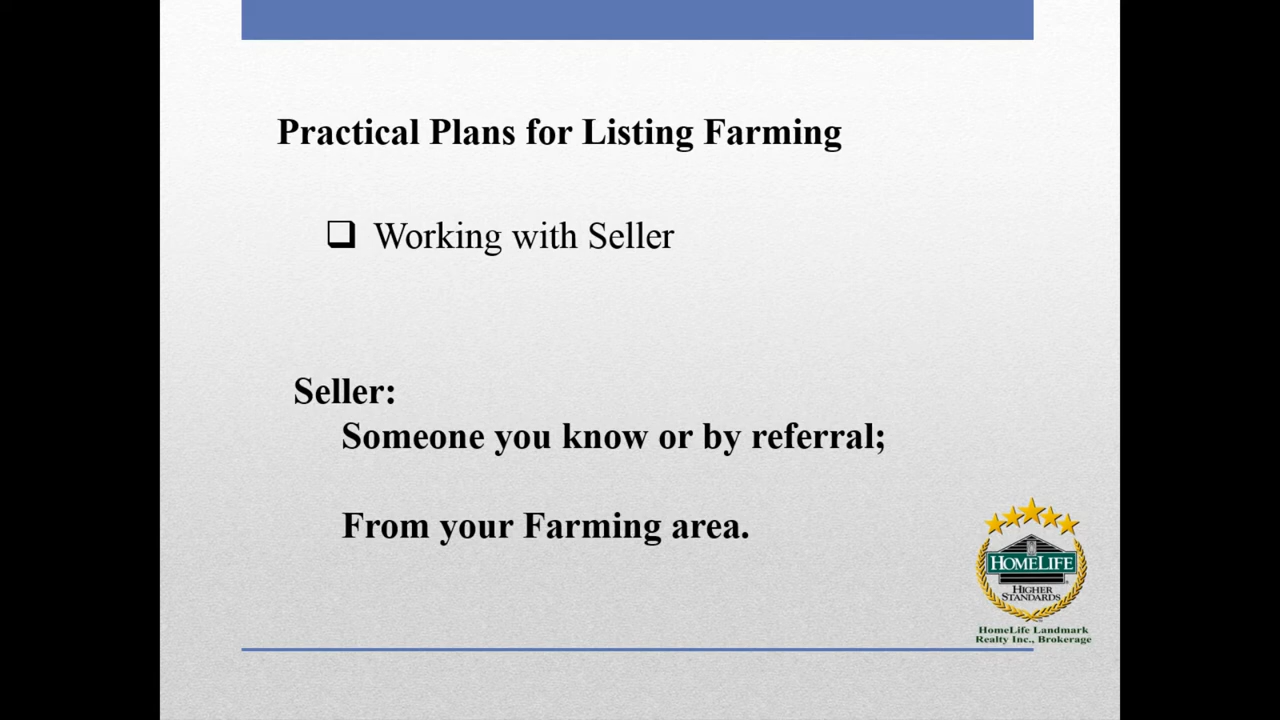 Practical Plans for Listing Farming
Working with Seller
Seller:
Someone you know or by referral;
From your Farming area.
HOMELIFE
HIGHER
STANDARDS
HomeLife Landmark
Realty Inc., Brokerage